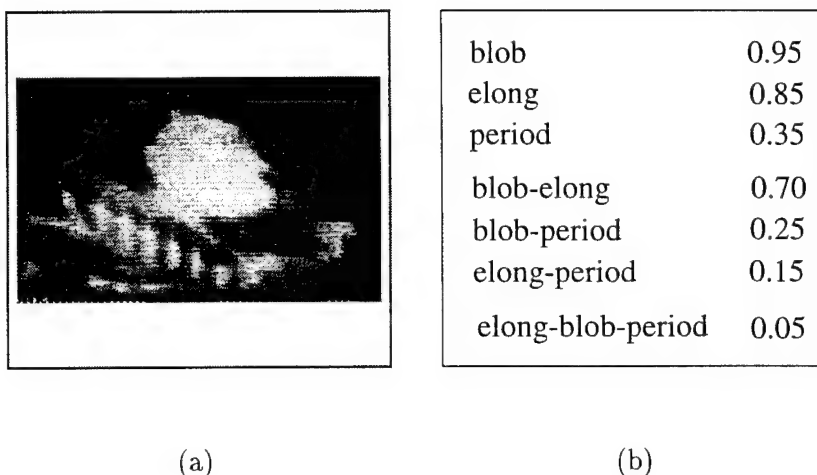 blob 0.95
elong 0.85
period 0.35
blob-elong 0.70
blob-period 0.25
elong-period 0.15
elong-blob-period 0.05
(a) (b)